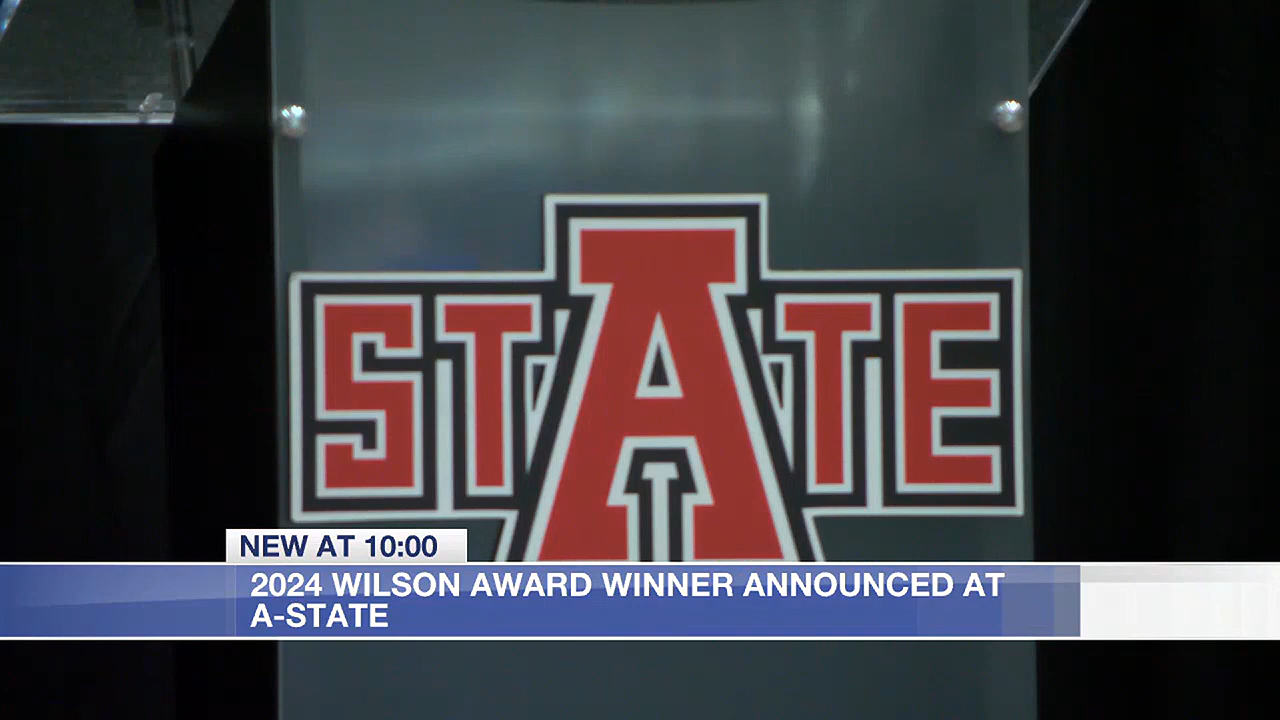 STATE
NEW AT 10:00
2024 WILSON AWARD WINNER ANNOUNCED AT
A-STATE